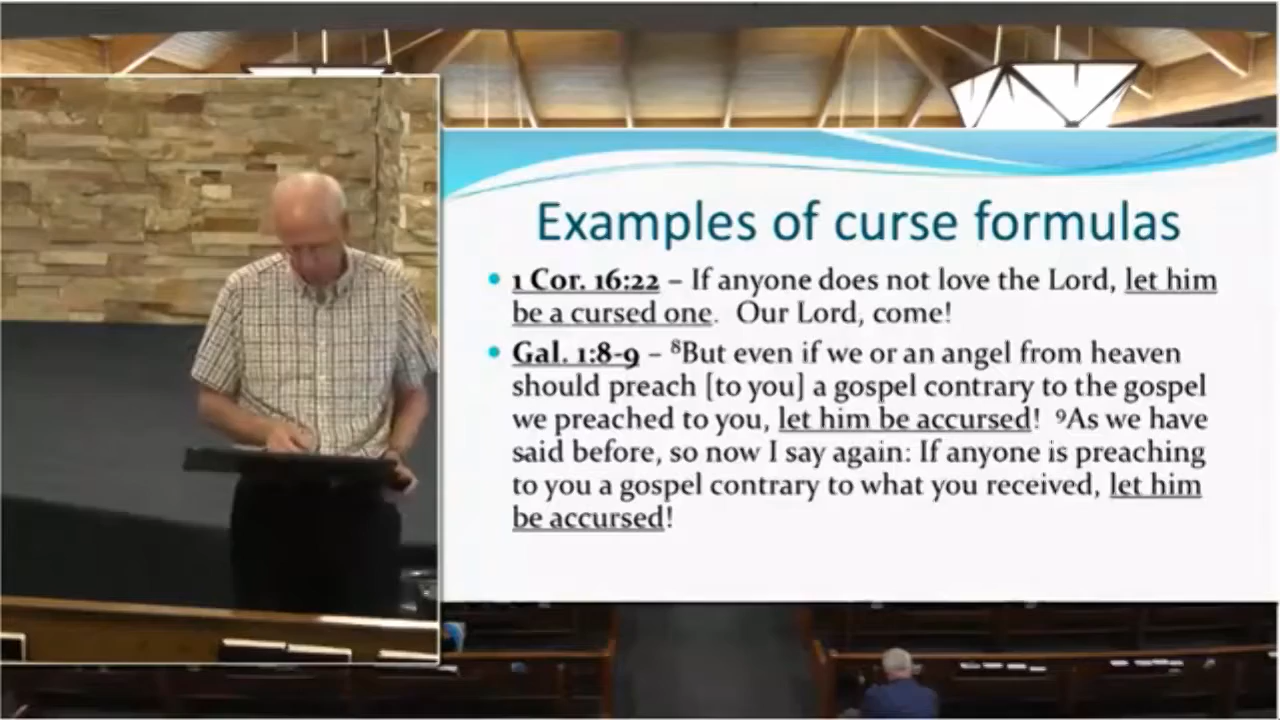 Examples of curse formulas
• 1 Cor. 16:22 – If anyone does not love the Lord, let him
be a cursed one. Our Lord, come!
• Gal. 1:8-9 – ⁸But even if we or an angel from heaven
should preach [to you] a gospel contrary to the gospel
we preached to you, let him be accursed! ⁹As we have
said before, so now I say again: If anyone is preaching
to you a gospel contrary to what you received, let him
be accursed!